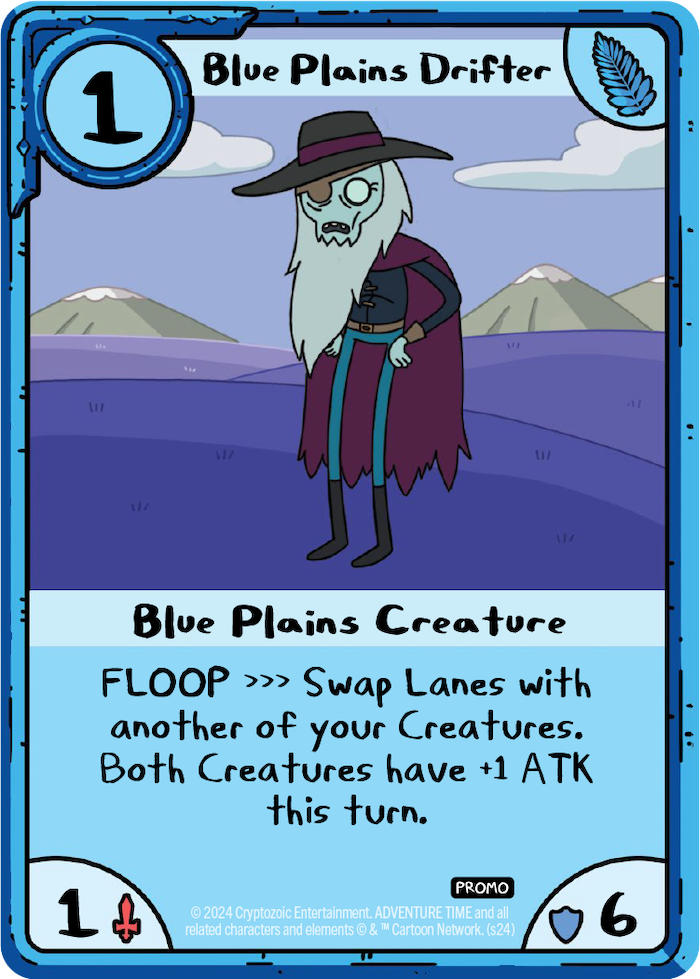 1
Blue Plains Drifter
Blue Plains Creature
FLOOP >>> Swap Lanes with
another of your Creatures.
Both Creatures have +1 ATK
this turn.
PROMO
© 2024 Cryptozoic Entertainment. ADVENTURE TIME and all
related characters and elements © & ™ Cartoon Network. (s24)
1
6